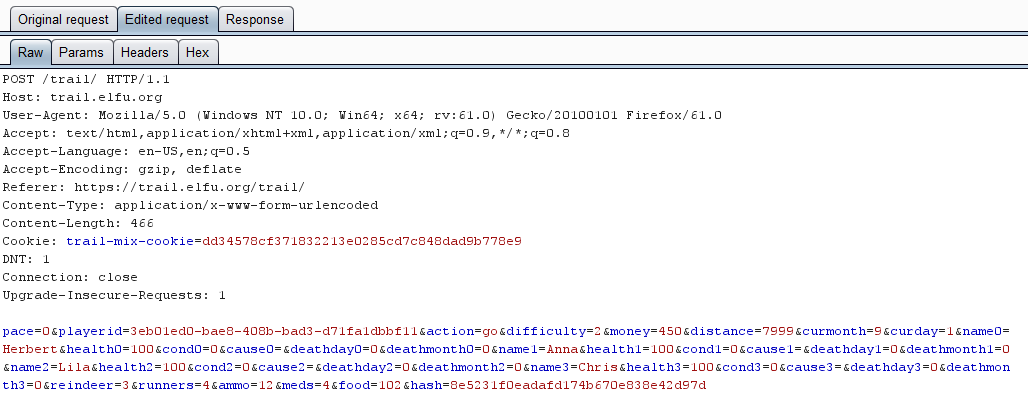 Original request Edited request Response
Raw Params Headers Hex
POST /trail/ HTTP/1.1
Host: trail.elfu.org
User-Agent: Mozilla/5.0 (Windows NT 10.0; Win64; x64; rv:61.0) Gecko/20100101 Firefox/61.0
Accept: text/html,application/xhtml+xml,application/xml;q=0.9,*/*;q=0.8
Accept-Language: en-US,en;q=0.5
Accept-Encoding: gzip, deflate
Referer: https://trail.elfu.org/trail/
Content-Type: application/x-www-form-urlencoded
Content-Length: 466
Cookie: trail-mix-cookie=dd34578cf371832213e0285cd7c848dad9b778e9
DNT: 1
Connection: close
Upgrade-Insecure-Requests: 1
pace=0&playerid=3eb01ed0-bae8-408b-bad3-d71fa1dbbf11&action=go&difficulty=2&money=450&distance=7999&curmonth=9&curday=1&name0=
Herbert&health0=100&cond0=0&cause0=&deathday0=0&deathmonth0=0&name1=Anna&health1=100&cond1=0&cause1=&deathday1=0&deathmonth1=0
&name2=Lila&health2=100&cond2=0&cause2=&deathday2=0&deathmonth2=0&name3=Chris&health3=100&cond3=0&cause3=&deathday3=0&deathmon
th3=0&reindeer=3&runners=4&ammo=12&meds=4&food=102&hash=8e5231f0eadafd174b670e838e42d97d